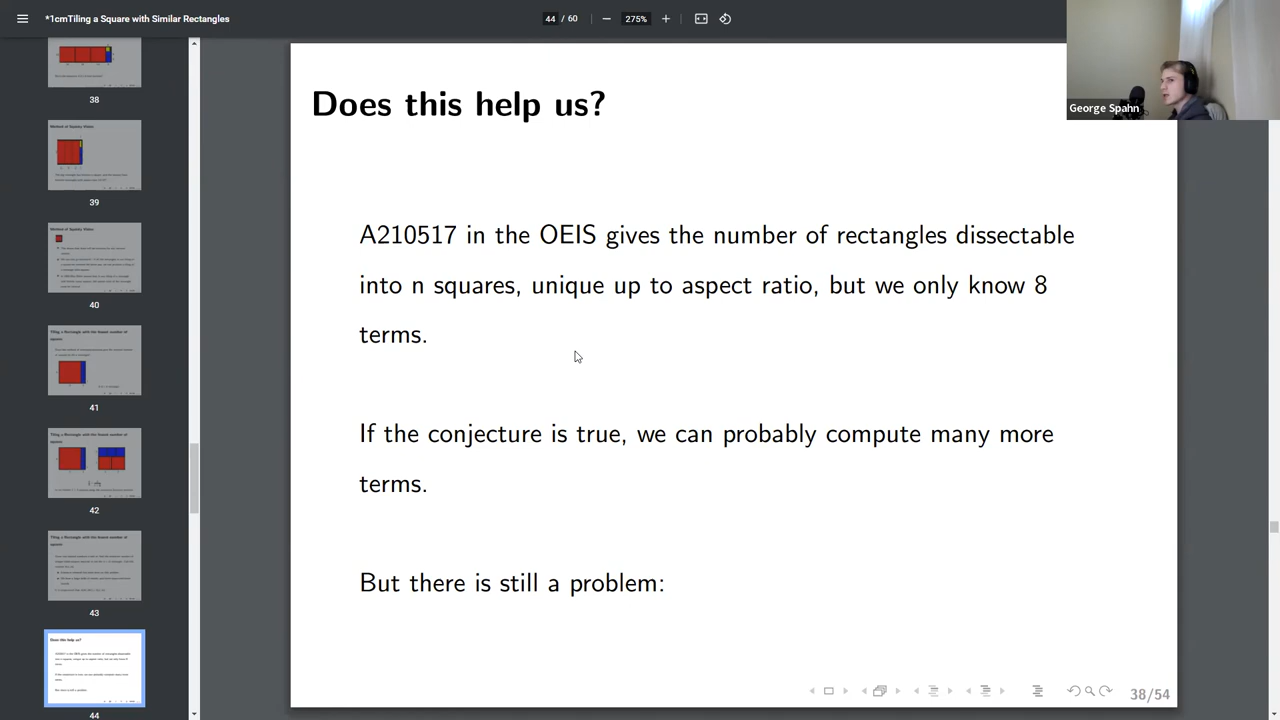 *1cmTiling a Square with Similar Rectangles
44 / 60
275%
George Spahn
38
39
40
41
42
43
44
Does this help us?
A210517 in the OEIS gives the number of rectangles dissectable
into n squares, unique up to aspect ratio, but we only know 8
terms.
If the conjecture is true, we can probably compute many more
terms.
But there is still a problem:
38/54